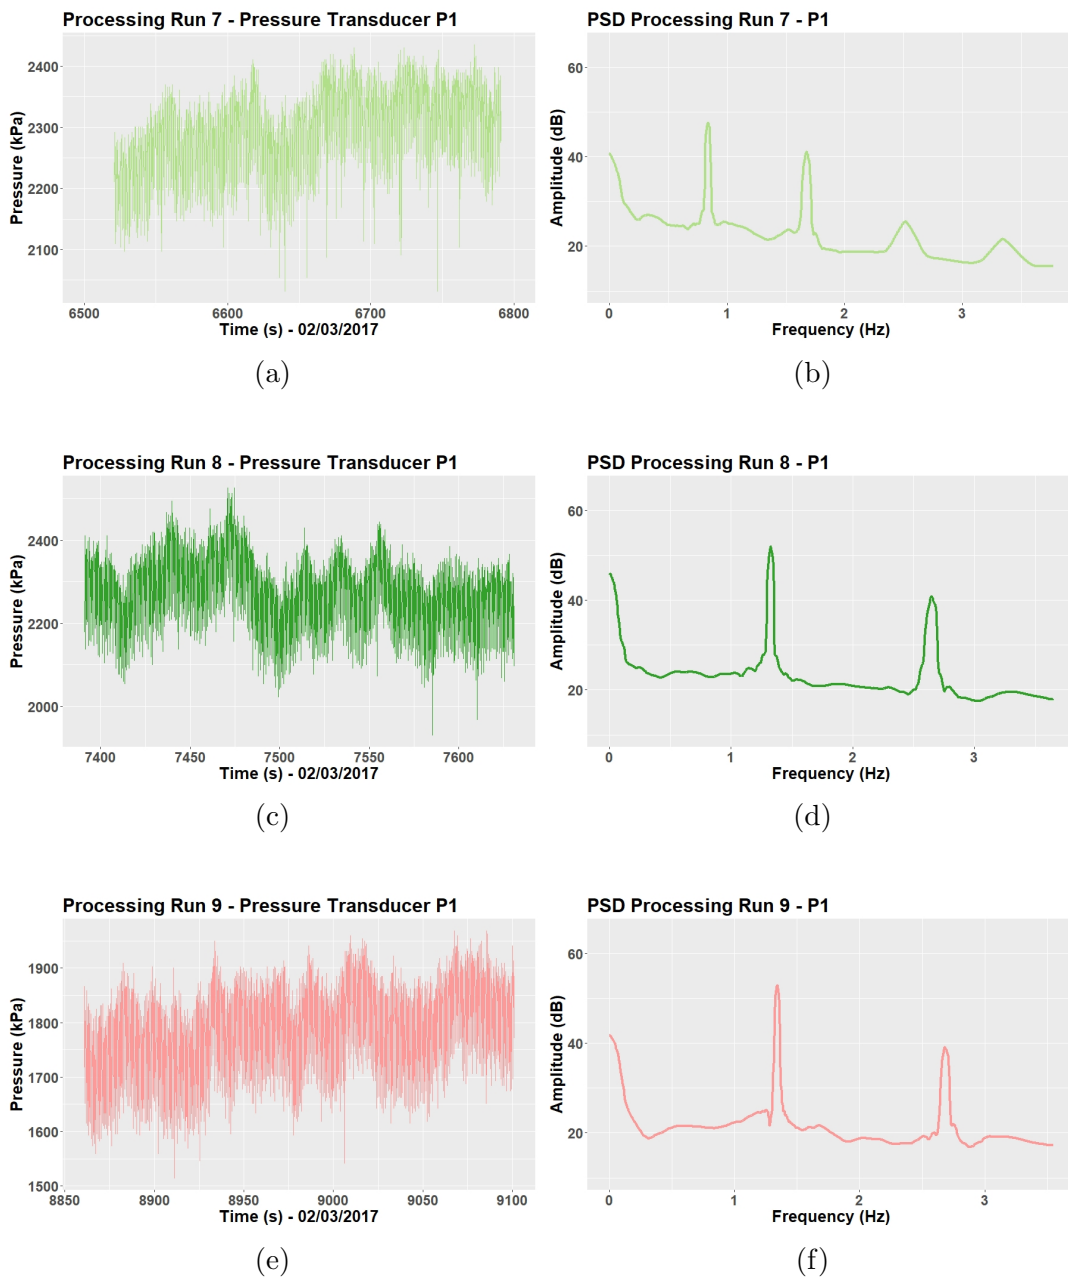 Processing Run 7 - Pressure Transducer P1
Pressure (kPa)
2400
2300
2200
2100
6500 6600 6700 6800
Time (s) - 02/03/2017
(a)
PSD Processing Run 7 - P1
Amplitude (dB)
60
40
20
0 1 2 3
Frequency (Hz)
(b)
Processing Run 8 - Pressure Transducer P1
Pressure (kPa)
2400
2200
2000
7400 7450 7500 7550 7600
Time (s) - 02/03/2017
(c)
PSD Processing Run 8 - P1
Amplitude (dB)
60
40
20
0 1 2 3
Frequency (Hz)
(d)
Processing Run 9 - Pressure Transducer P1
Pressure (kPa)
1900
1800
1700
1600
1500
8850 8900 8950 9000 9050 9100
Time (s) - 02/03/2017
(e)
PSD Processing Run 9 - P1
Amplitude (dB)
60
40
20
0 1 2 3
Frequency (Hz)
(f)